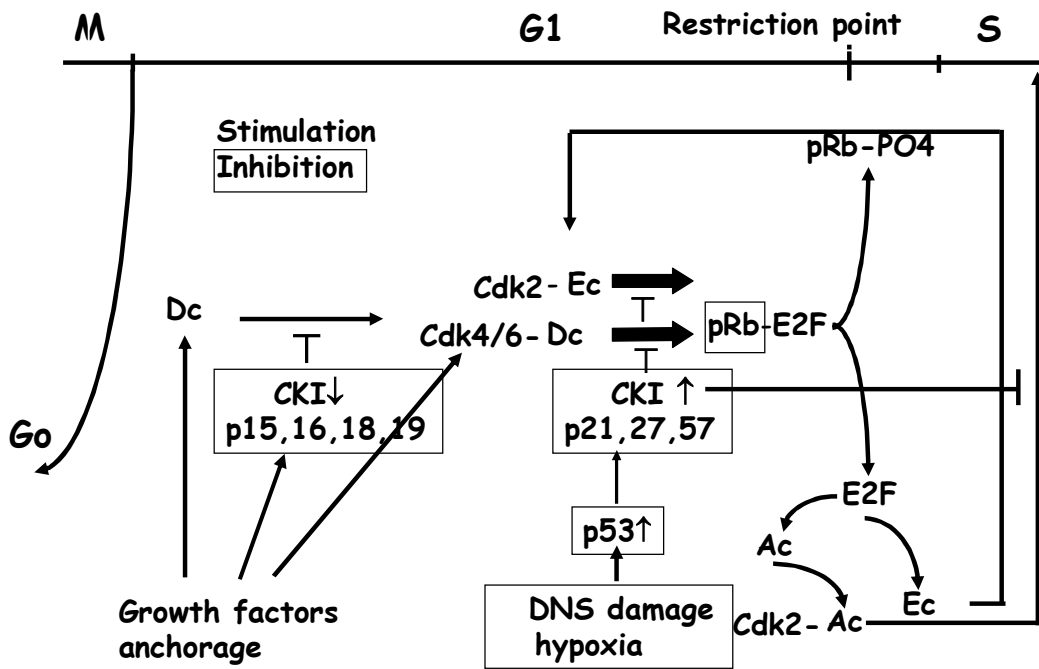 M
G1
Restriction point
S
Stimulation
Inhibition
pRb-PO4
Cdk2- Ec
Dc
Cdk4/6- Dc
pRb-E2F
CKI↓
p15,16,18,19
CKI ↑
p21,27,57
Go
E2F
p53↑
Ac
Growth factors
anchorage
DNS damage
hypoxia
Ec
Cdk2- Ac